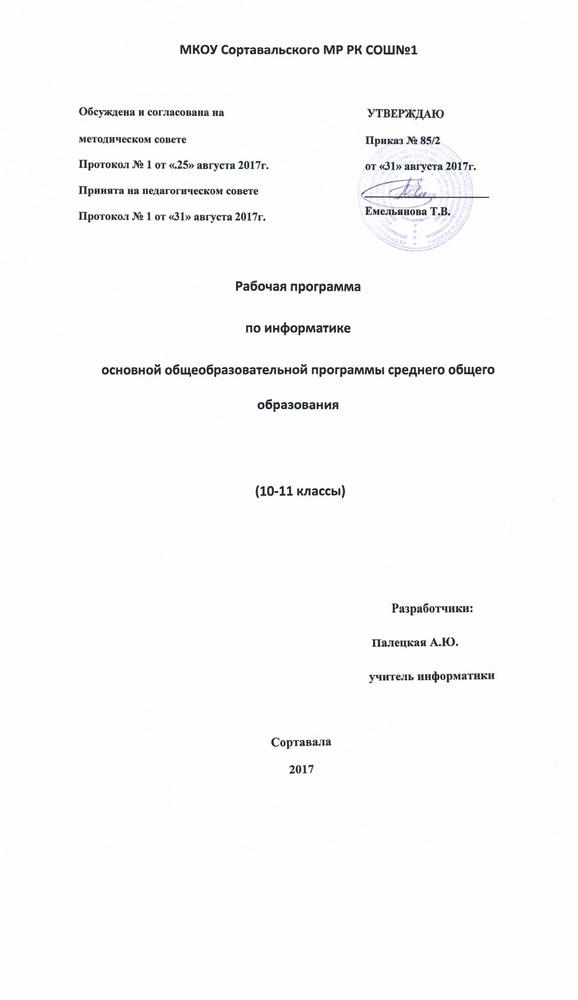 МКОУ Сортавальского МР РК СОШ№1
Обсуждена и согласована на
методическом совете
Протокол № 1 от «.25» августа 2017г.
Принята на педагогическом совете
Протокол № 1 от «31» августа 2017г.
УТВЕРЖДАЮ
Приказ № 85/2
от «31» августа 2017г.
Емельянова Т.В.
ДЛЯ
ДОКУМЕНТОВ
Рабочая программа
по информатике
основной общеобразовательной программы среднего общего
образования
(10-11 классы)
Разработчики:
Палецкая А.Ю.
учитель информатики
Сортавала
2017